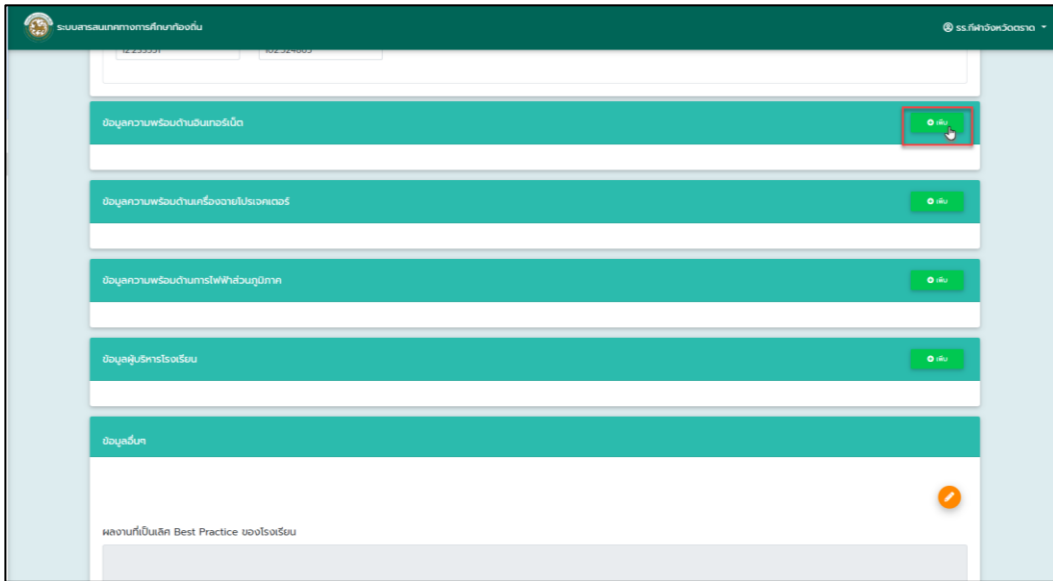 ระบบสารสนเทศทางการศึกษาท้องถิ่น
รร.กีฬาจังหวัดตราด
ข้อมูลความพร้อมด้านอินเทอร์เน็ต
เพิ่ม
ข้อมูลความพร้อมด้านเครื่องฉายโปรเจคเตอร์
เพิ่ม
ข้อมูลความพร้อมด้านการไฟฟ้าส่วนภูมิภาค
เพิ่ม
ข้อมูลผู้บริหารโรงเรียน
เพิ่ม
ข้อมูลอื่นๆ
ผลงานที่เป็นเลิศ Best Practice ของโรงเรียน